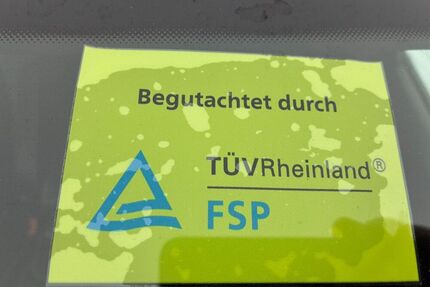 Begutachtet durch
TÜVRheinland®
FSP